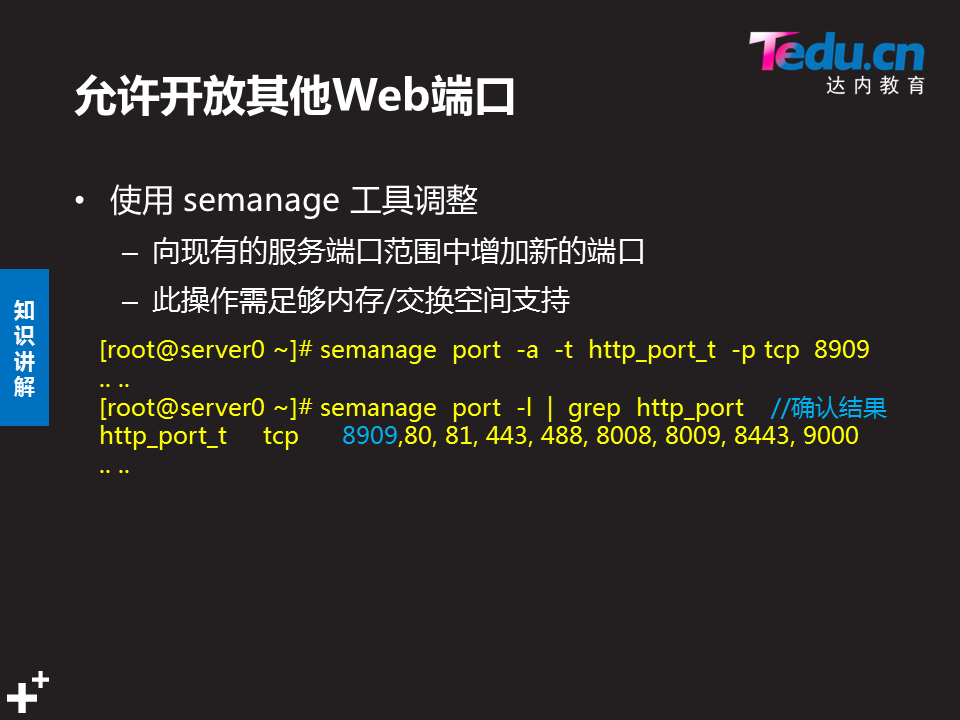 Tedu.cn
达内教育
允许开放其他Web端口
• 使用 semanage 工具调整
– 向现有的服务端口范围中增加新的端口
– 此操作需足够内存/交换空间支持
知识讲解
[root@server0 ~]# semanage port -a -t http_port_t -p tcp 8909
.. ..
[root@server0 ~]# semanage port -l | grep http_port //确认结果
http_port_t tcp 8909,80, 81, 443, 488, 8008, 8009, 8443, 9000
.. ..